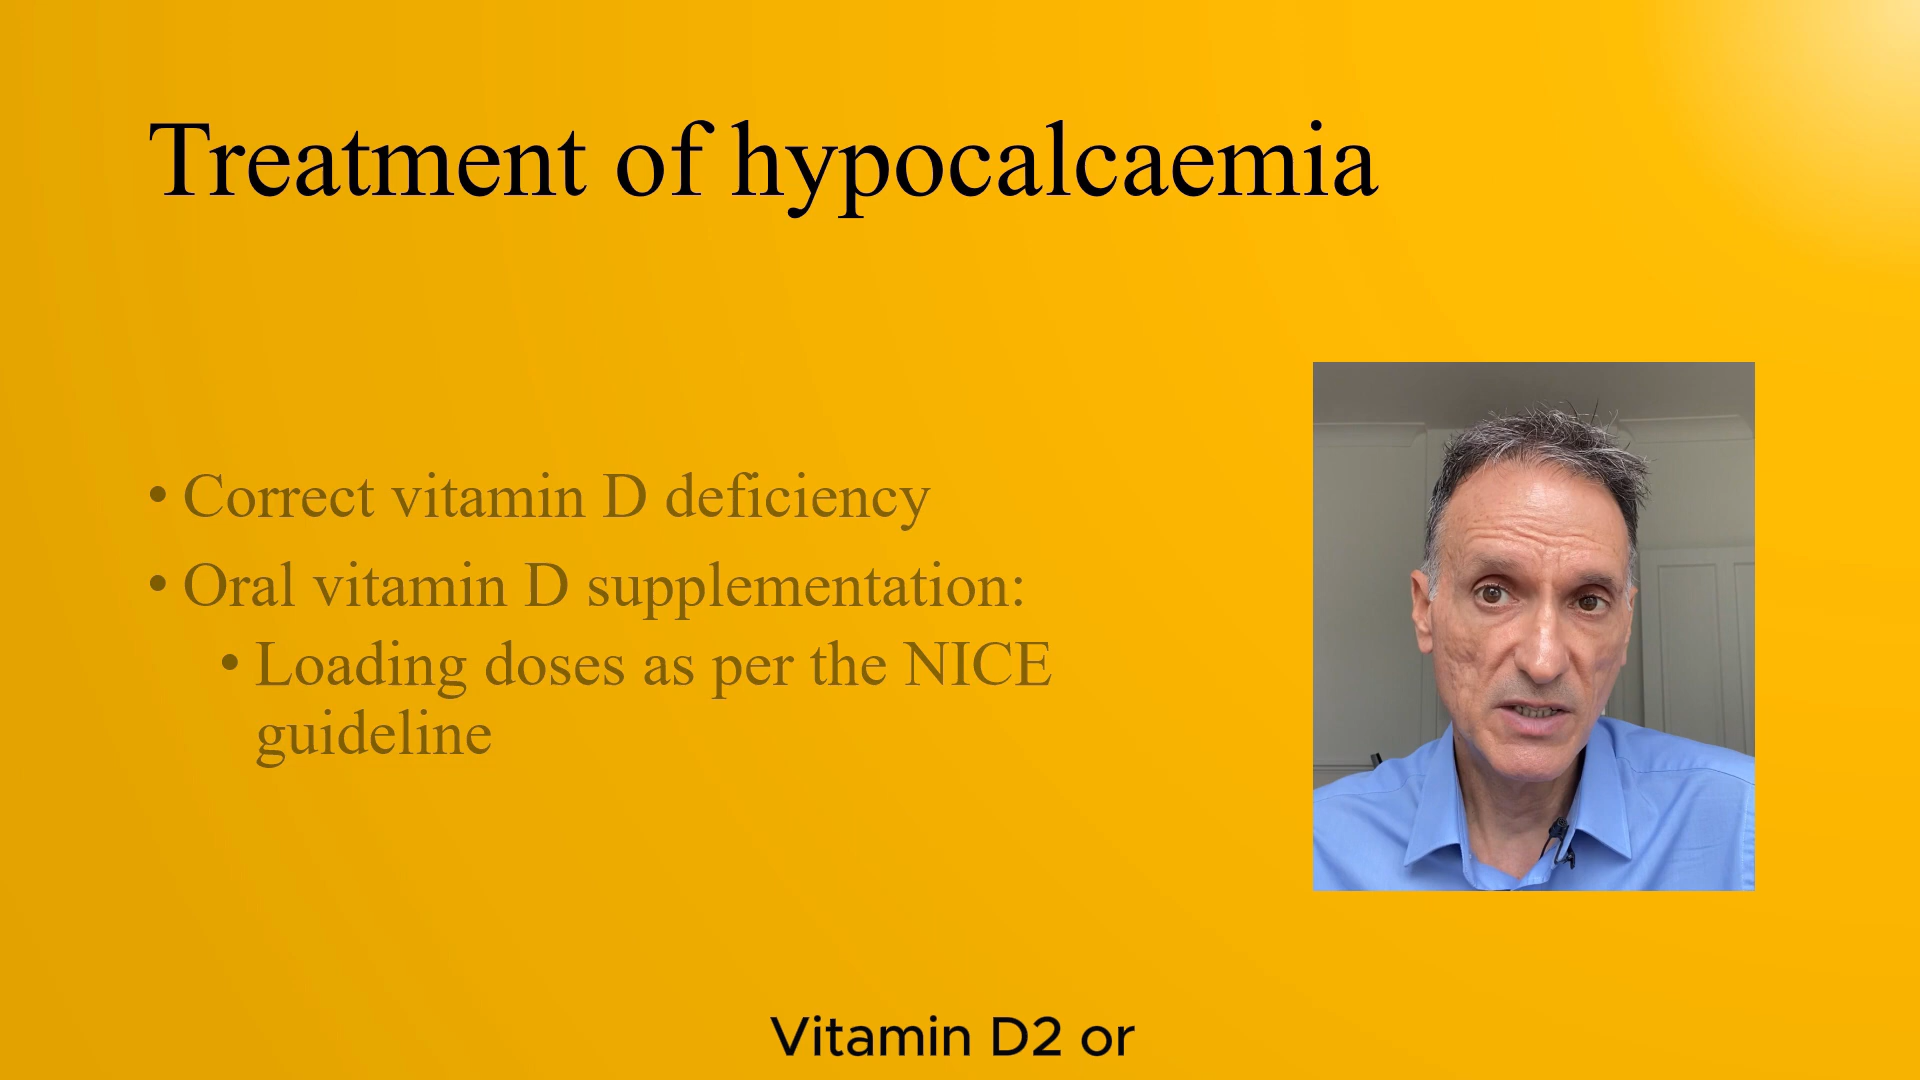 Treatment of hypocalcaemia
• Correct vitamin D deficiency
• Oral vitamin D supplementation:
• Loading doses as per the NICE
guideline
Vitamin D2 or